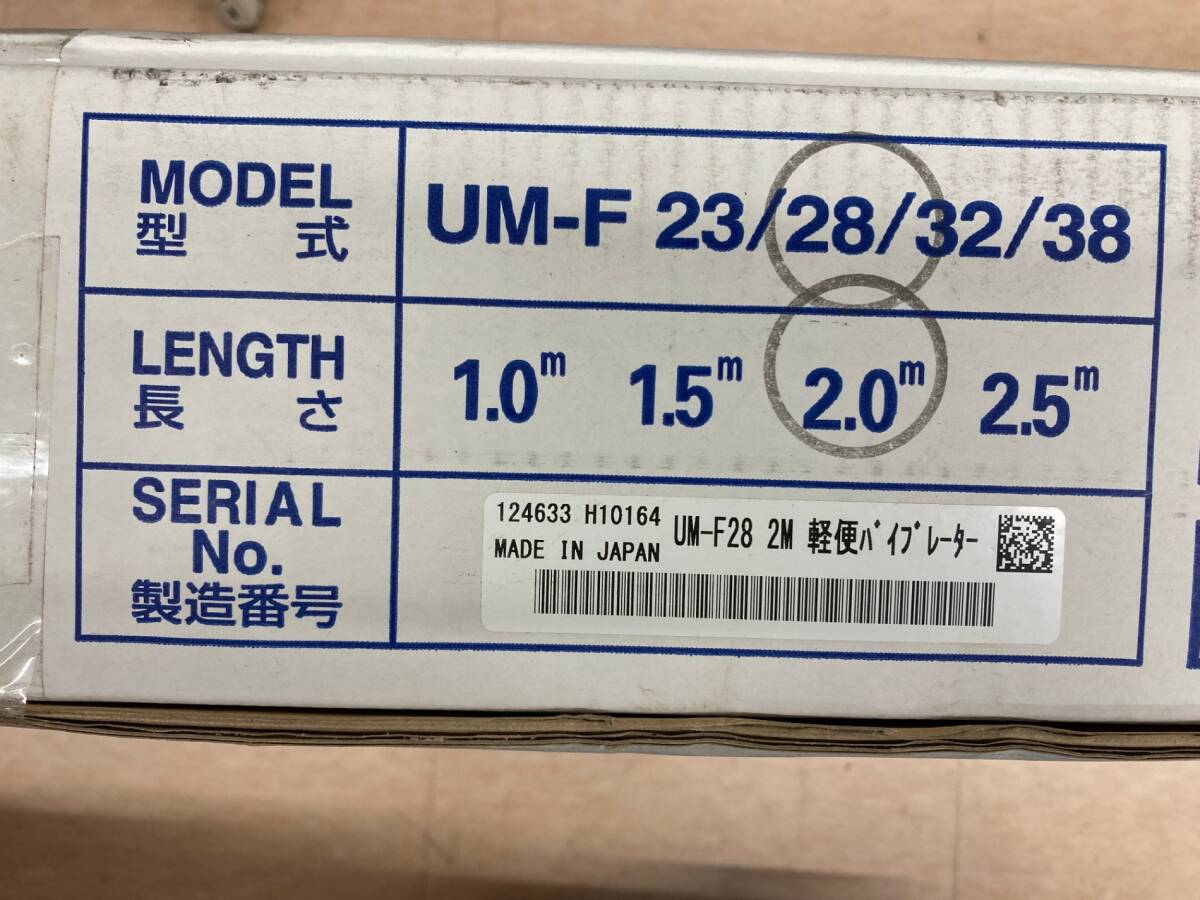 MODEL
型 式
UM-F 23/28/32/38
LENGTH
長 さ
1.0m 1.5m 2.0m 2.5m
SERIAL
No.
製造番号
124633 H10164
MADE IN JAPAN
UM-F28 2M 軽便ﾊﾞｲﾌﾞﾚｰﾀｰ